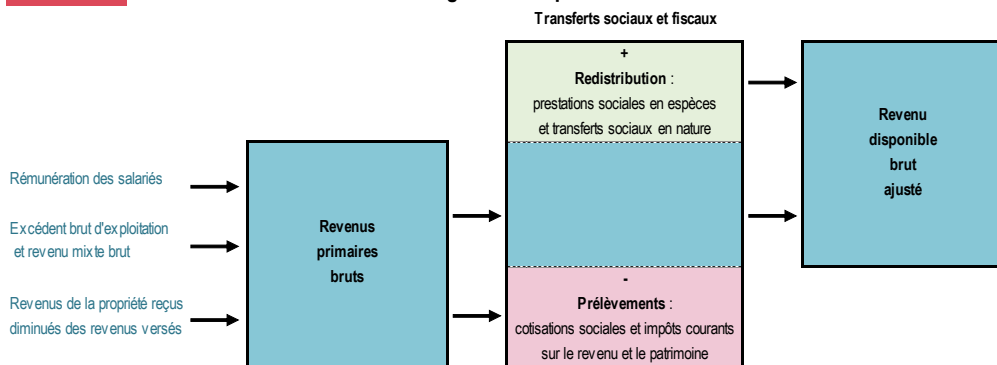 Transferts sociaux et fiscaux
+
Redistribution :
prestations sociales en espèces
et transferts sociaux en nature
Revenu
disponible
brut
ajusté
Rémunération des salariés
Excédent brut d'exploitation
et revenu mixte brut
Revenus de la propriété reçus
diminués des revenus versés
Revenus
primaires
bruts
-
Prélèvements :
cotisations sociales et impôts courants
sur le revenu et le patrimoine